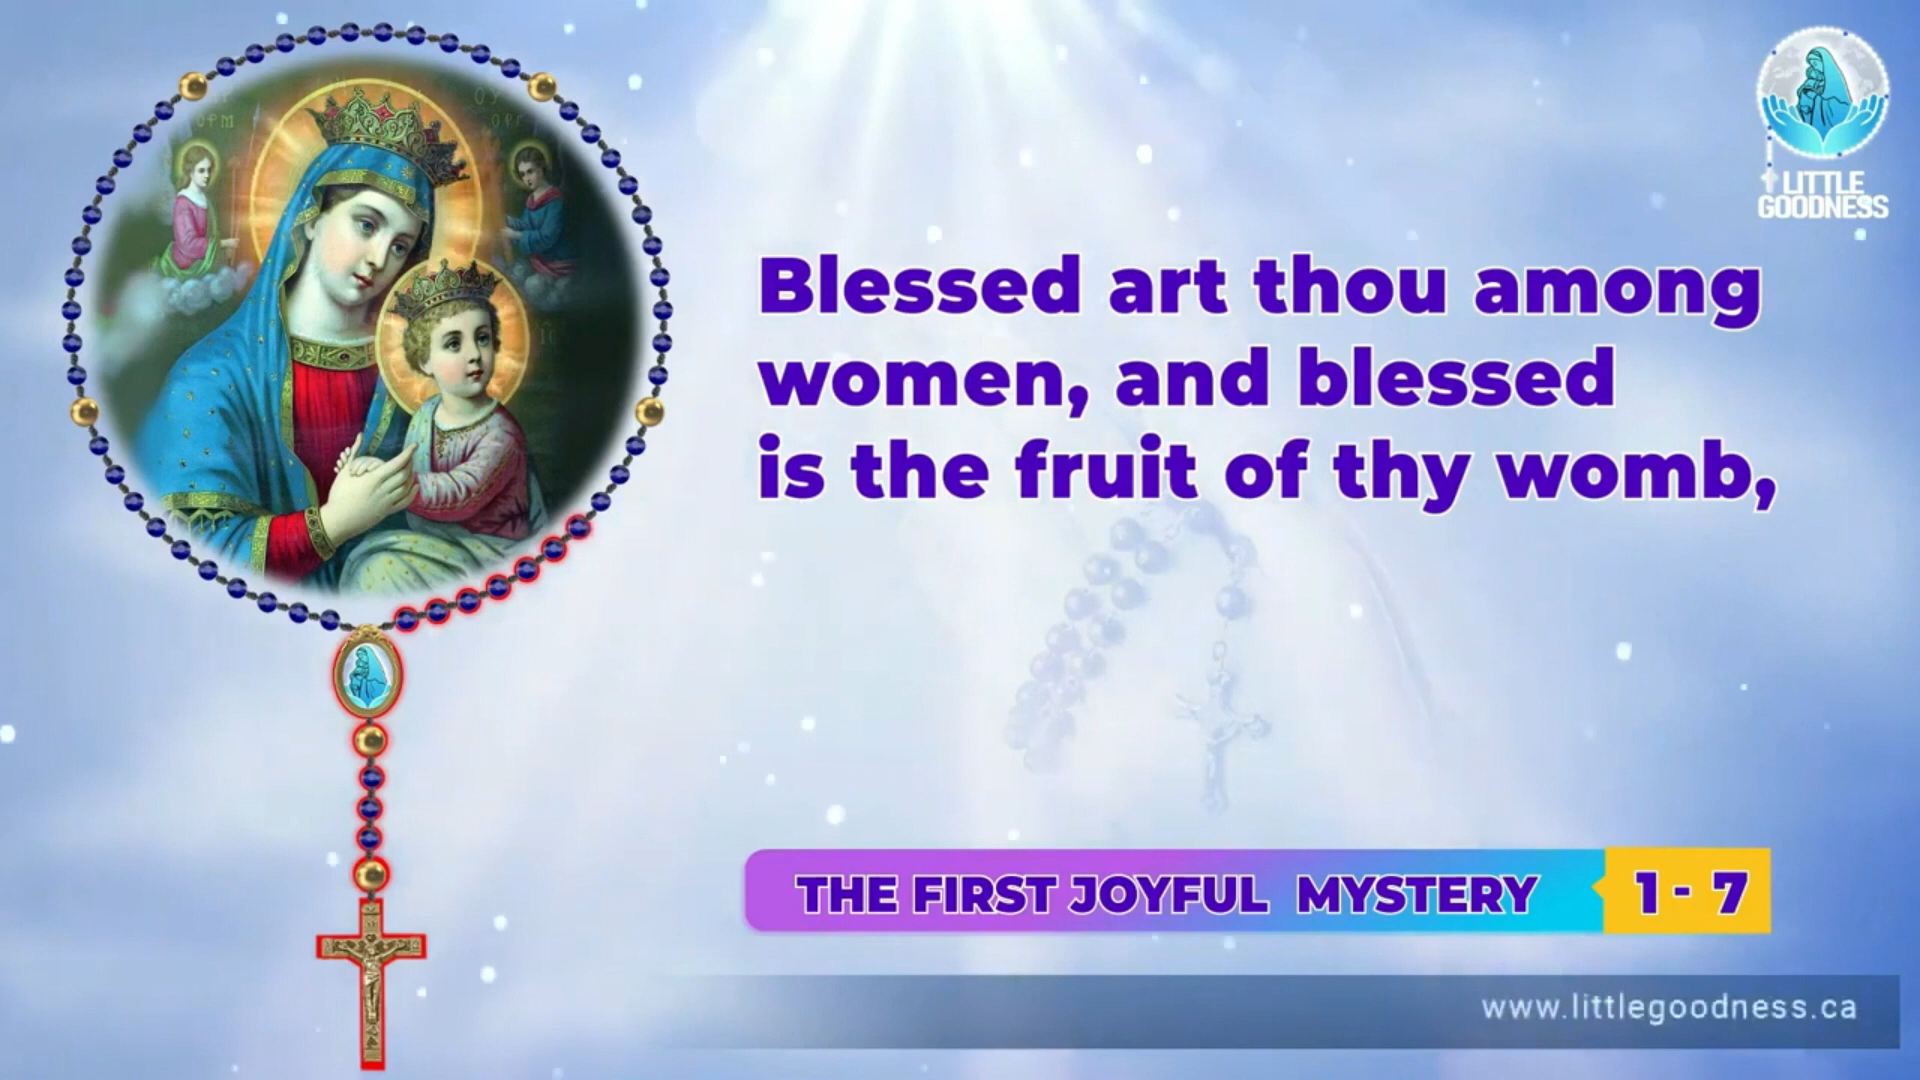 LITTLE
GOODNESS
Blessed art thou among
women, and blessed
is the fruit of thy womb,
THE FIRST JOYFUL MYSTERY 1 - 7
www.littlegoodness.ca